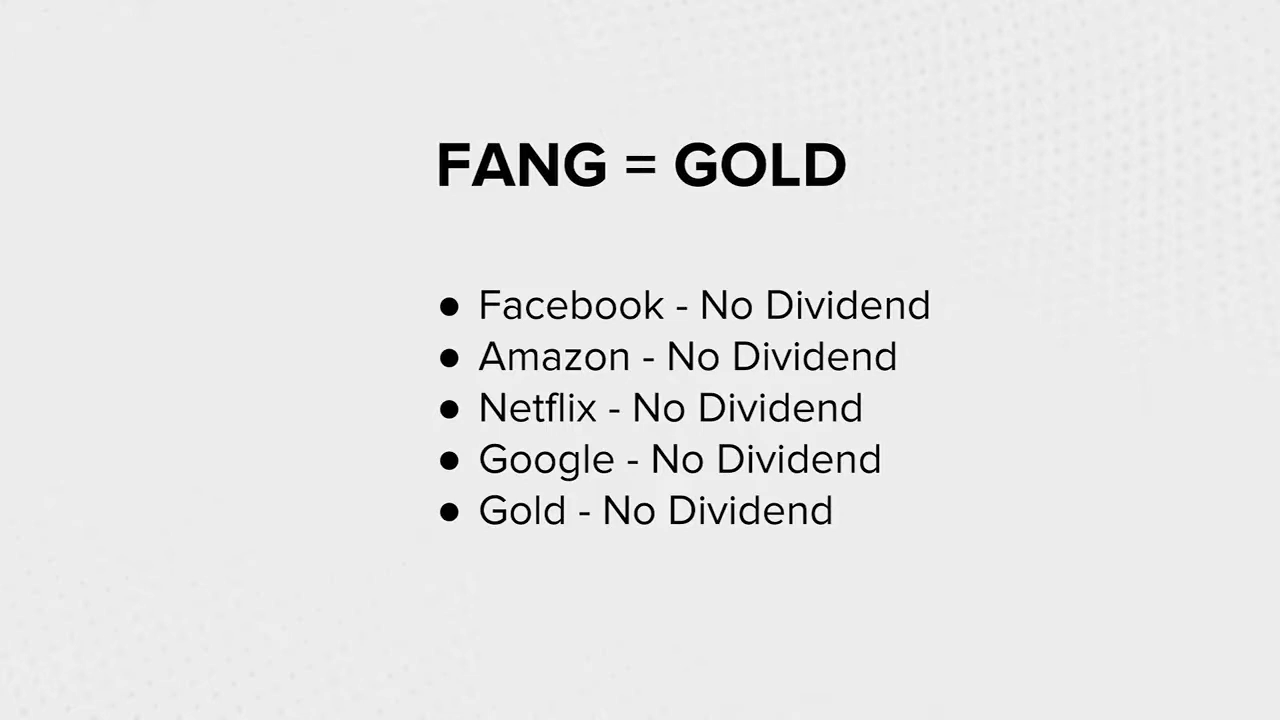 FANG = GOLD
● Facebook - No Dividend
● Amazon - No Dividend
● Netflix - No Dividend
● Google - No Dividend
● Gold - No Dividend